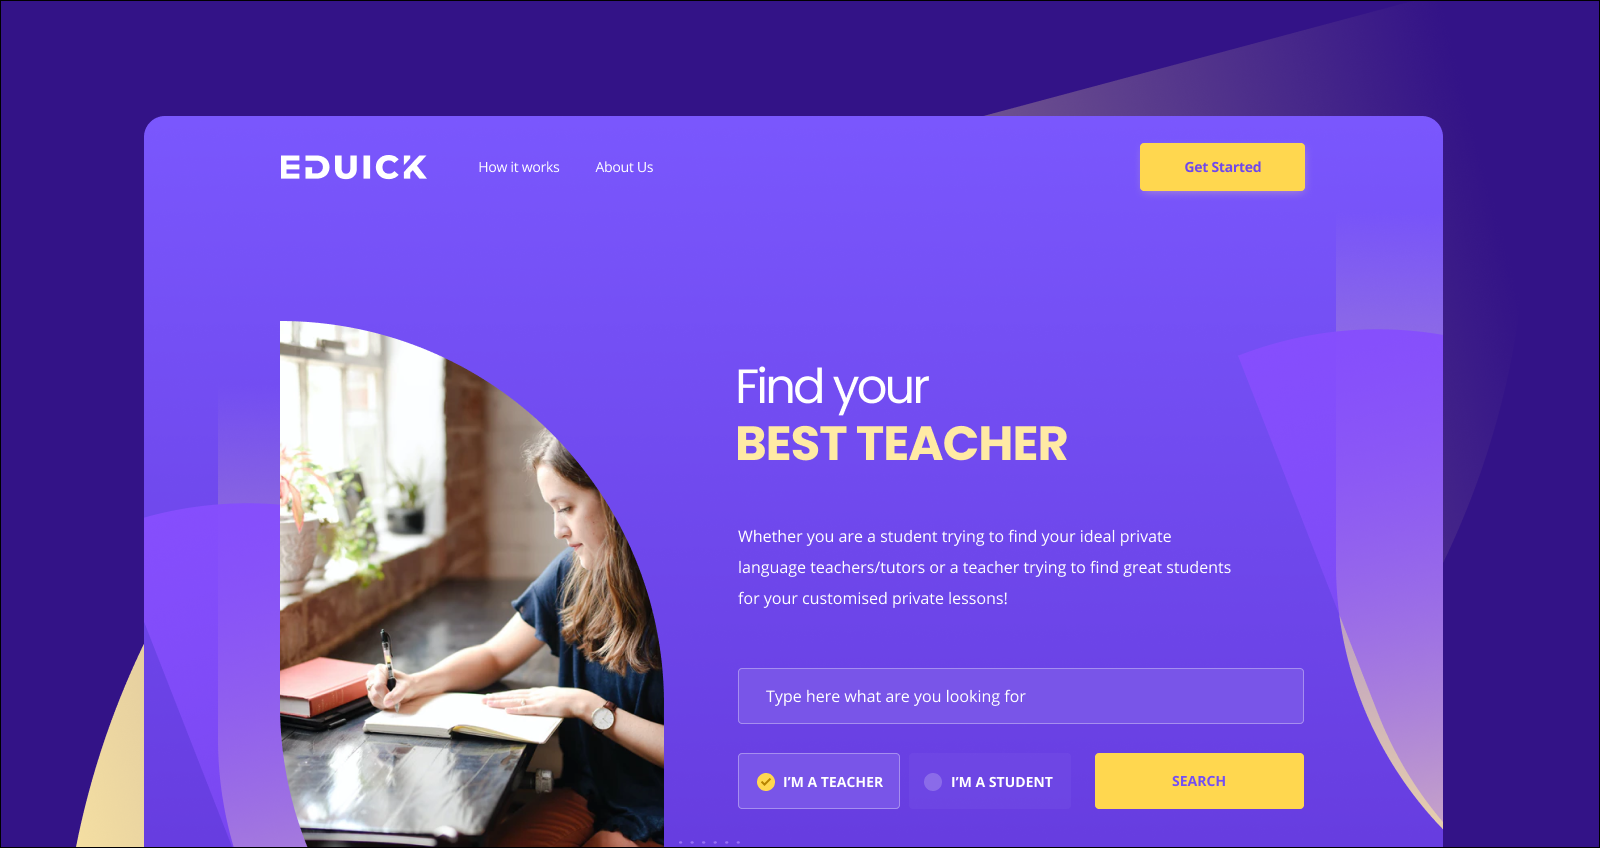 EDUICK
How it works
About Us
Get Started
Find your
BEST TEACHER
Whether you are a student trying to find your ideal private
language teachers/tutors or a teacher trying to find great students
for your customised private lessons!
Type here what are you looking for
I'M A TEACHER
I'M A STUDENT
SEARCH